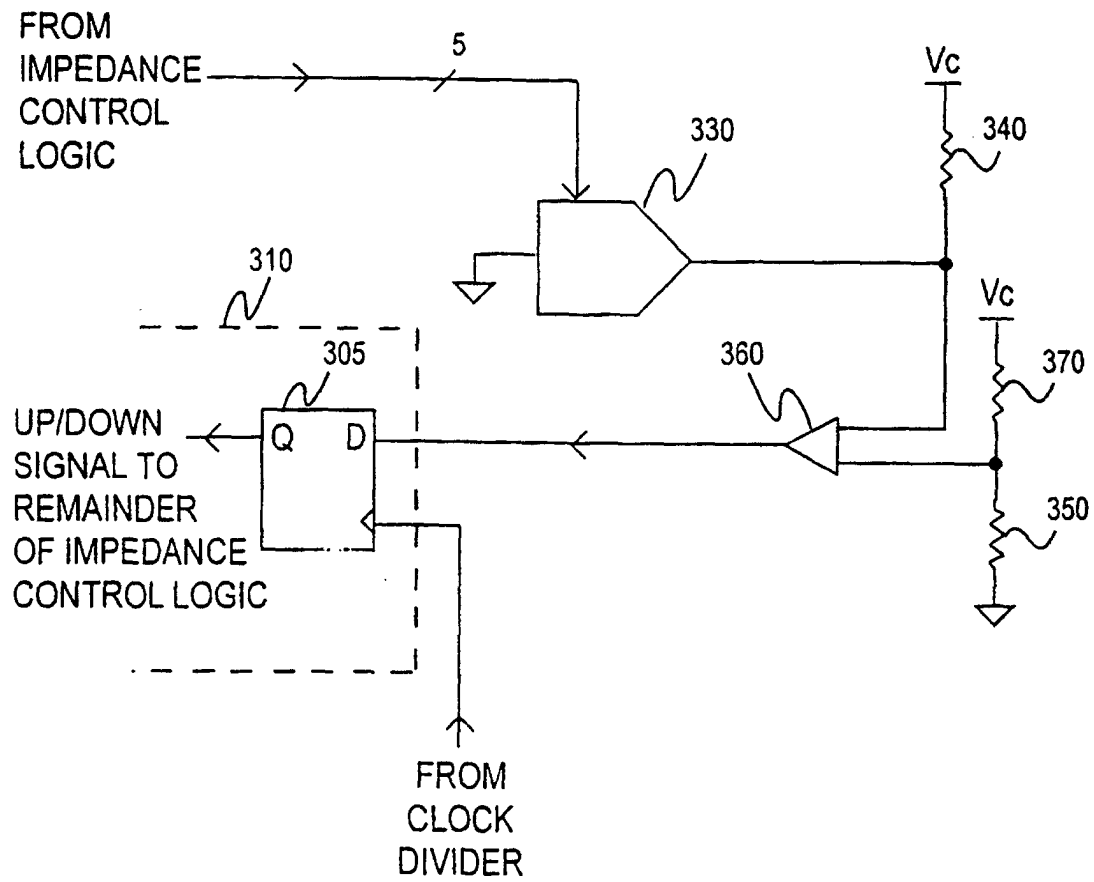 FROM
IMPEDANCE
CONTROL
LOGIC
5
Vc
330
340
310
Vc
305
360
370
UP/DOWN
SIGNAL TO
REMAINDER
OF IMPEDANCE
CONTROL LOGIC
Q D
350
FROM
CLOCK
DIVIDER